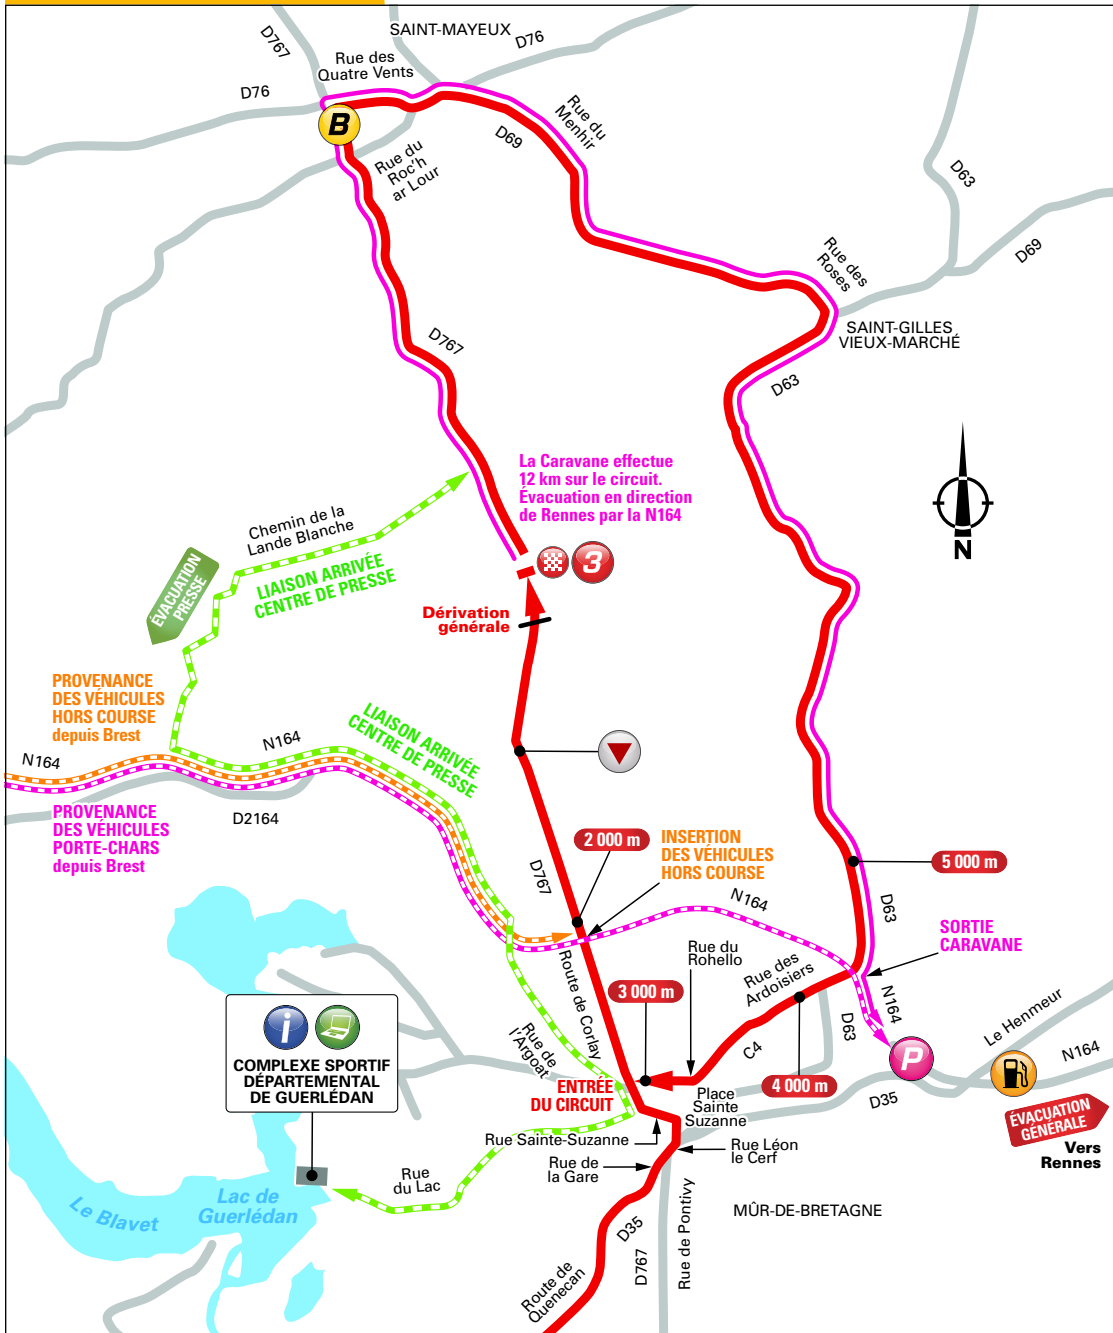 SAINT-MAYEUX
D767
Rue des
Quatre Vents
D76
D76
B
Rue du
Roc'h
ar Lour
D69
Rue du
Menhir
D63
D69
Rue des
Roses
SAINT-GILLES
VIEUX-MARCHÉ
D767
D63
La Caravane effectue
12 km sur le circuit.
Évacuation en direction
de Rennes par la N164
Chemin de la
Lande Blanche
LIAISON ARRIVÉE
CENTRE DE PRESSE
ÉVACUATION
PRESSE
3
N
Dérivation
générale
PROVENANCE
DES VÉHICULES
HORS COURSE
depuis Brest
LIAISON ARRIVÉE
CENTRE DE PRESSE
N164
N164
PROVENANCE
DES VÉHICULES
PORTE-CHARS
depuis Brest
D2164
2 000 m
INSERTION
DES VÉHICULES
HORS COURSE
5 000 m
D767
N164
D63
SORTIE
CARAVANE
Rue du
Rohello
Rue des
Ardoisiers
Route de Corlay
3 000 m
N164
D63
Le Henmeur
N164
i
COMPLEXE SPORTIF
DÉPARTEMENTAL
DE GUERLÉDAN
Rue de
l'Argoat
C4
P
4 000 m
ENTRÉE
DU CIRCUIT
Place
Sainte
Suzanne
D35
ÉVACUATION
GÉNÉRALE
Vers
Rennes
Rue Sainte-Suzanne
Rue Léon
le Cerf
Rue de
la Gare
Rue
du Lac
Lac de
Guerlédan
Le Blavet
MÛR-DE-BRETAGNE
D35
D767
Rue de Pontivy
Route de
Quenecan